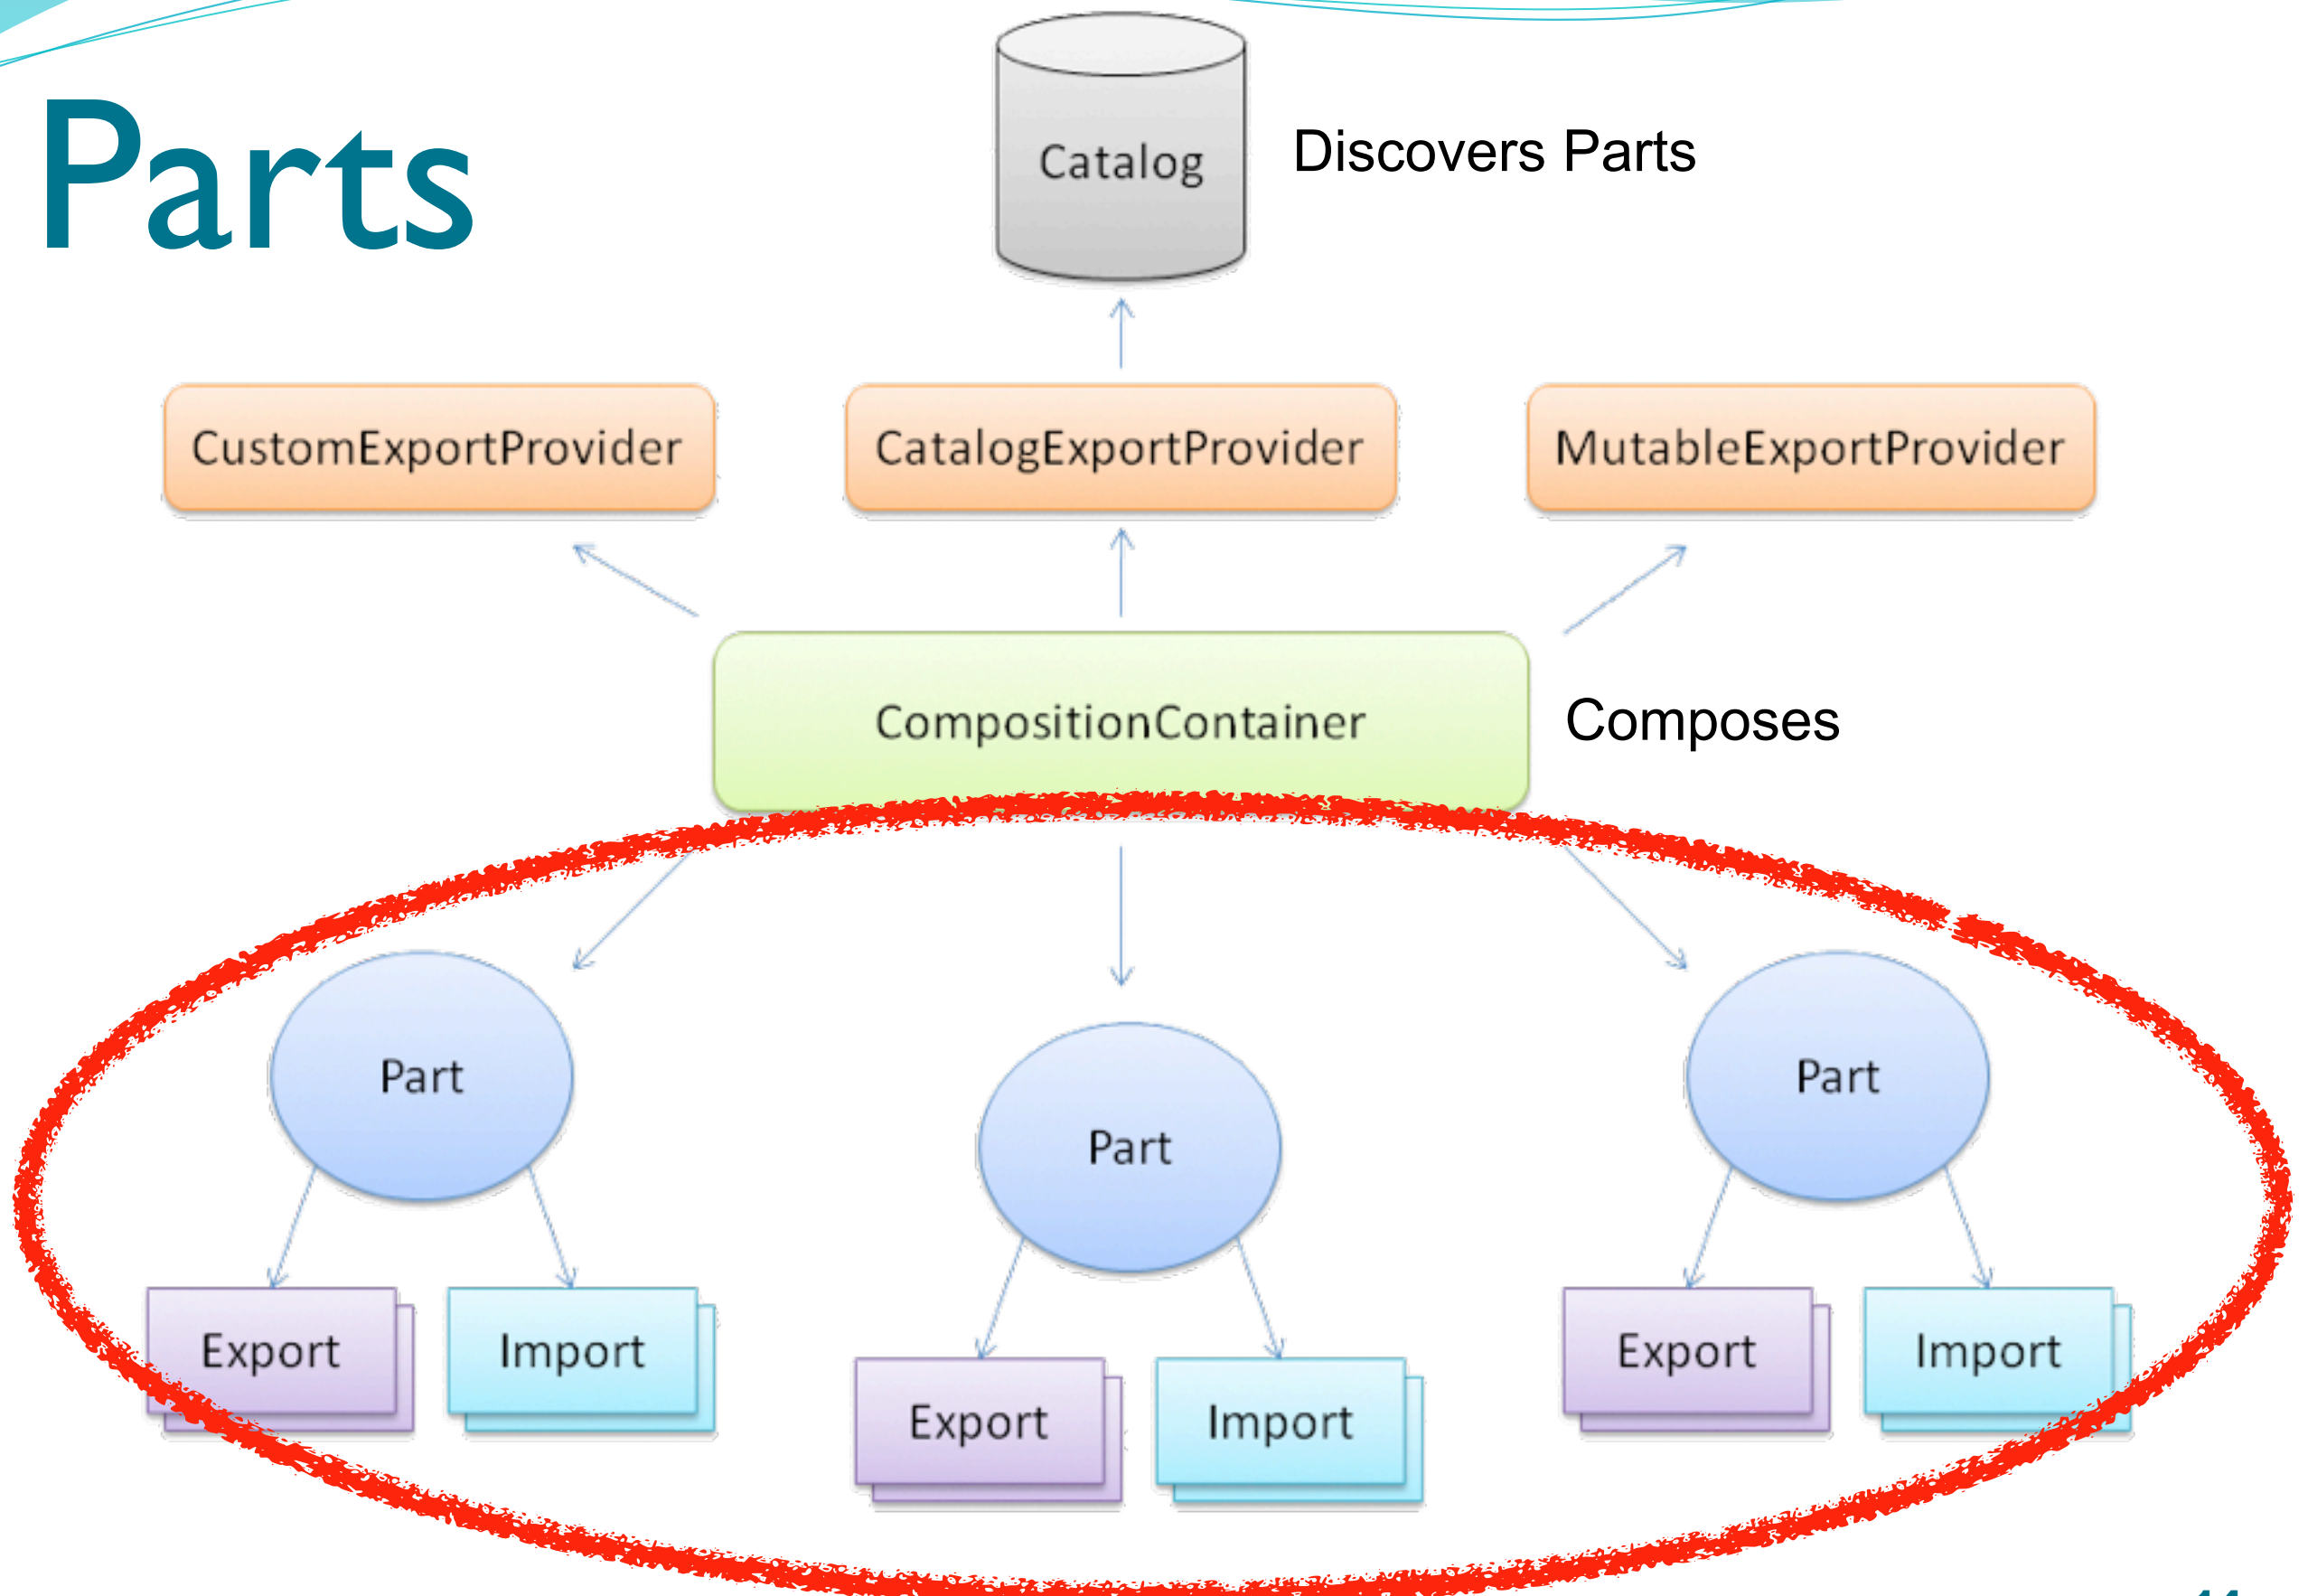 Parts
Catalog
Discovers Parts
CustomExportProvider
CatalogExportProvider
MutableExportProvider
CompositionContainer
Composes
Part
Part
Part
Export
Import
Export
Import
Export
Import